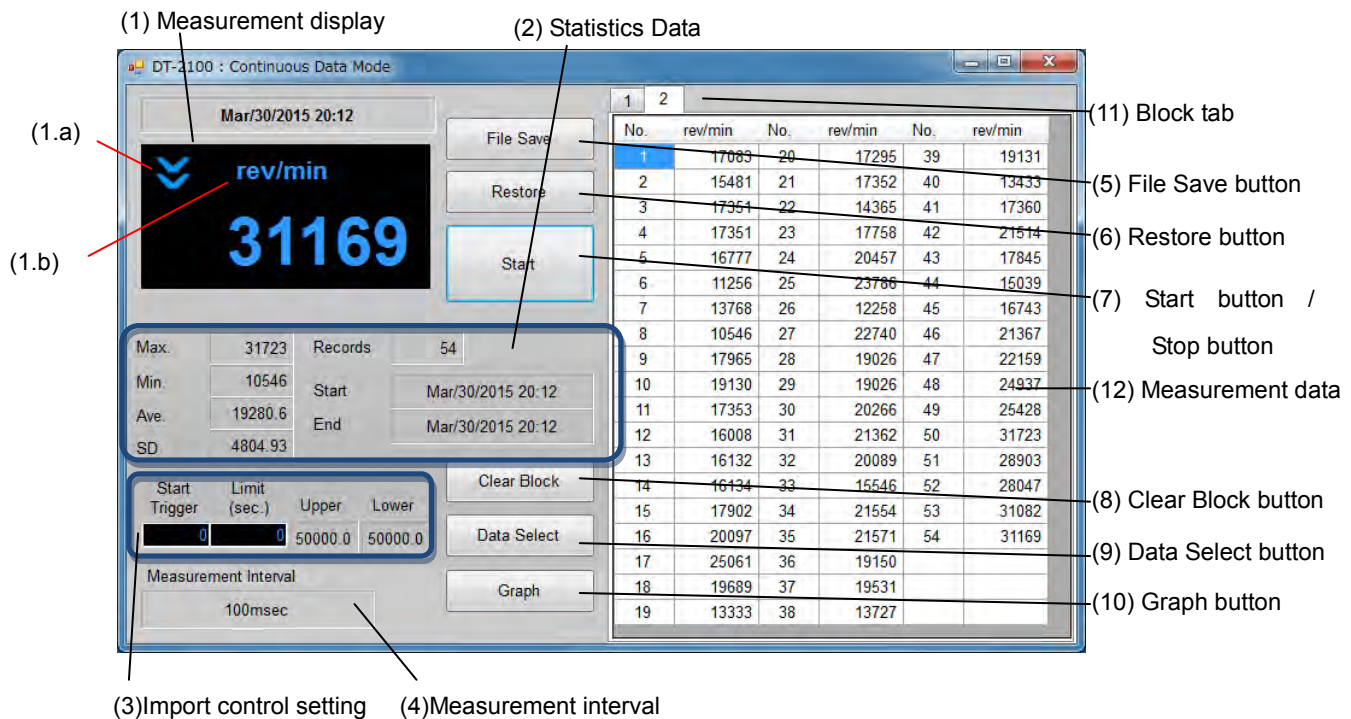 (1) Measurement display
(2) Statistics Data
DT-2100 : Continuous Data Mode
Mar/30/2015 20:12
(1.a)
rev/min
31169
(1.b)
File Save
Restore
Start
1 2
(11) Block tab
No. rev/min No. rev/min No. rev/min
1 17083 20 17295 39 19131
2 15481 21 17352 40 13433
3 17351 22 14365 41 17360
4 17351 23 17758 42 21514
5 16777 24 20457 43 17845
6 11256 25 23786 44 15039
7 13768 26 12258 45 16743
8 10546 27 22740 46 21367
9 17965 28 19026 47 22159
10 19130 29 19026 48 24937
11 17353 30 20266 49 25428
12 16008 31 21362 50 31723
13 16132 32 20089 51 28903
14 16134 33 15546 52 28047
15 17902 34 21554 53 31082
16 20097 35 21571 54 31169
17 25061 36 19150
18 19689 37 19531
19 13333 38 13727
(5) File Save button
(6) Restore button
(7) Start button /
Stop button
(12) Measurement data
(8) Clear Block button
(9) Data Select button
(10) Graph button
Max. 31723 Records 54
Min. 10546 Start Mar/30/2015 20:12
Ave. 19280.6 End Mar/30/2015 20:12
SD 4804.93
Start Trigger Limit (sec.) Upper Lower
0 0 50000.0 50000.0
Measurement Interval
100msec
Clear Block
Data Select
Graph
(3)Import control setting
(4)Measurement interval